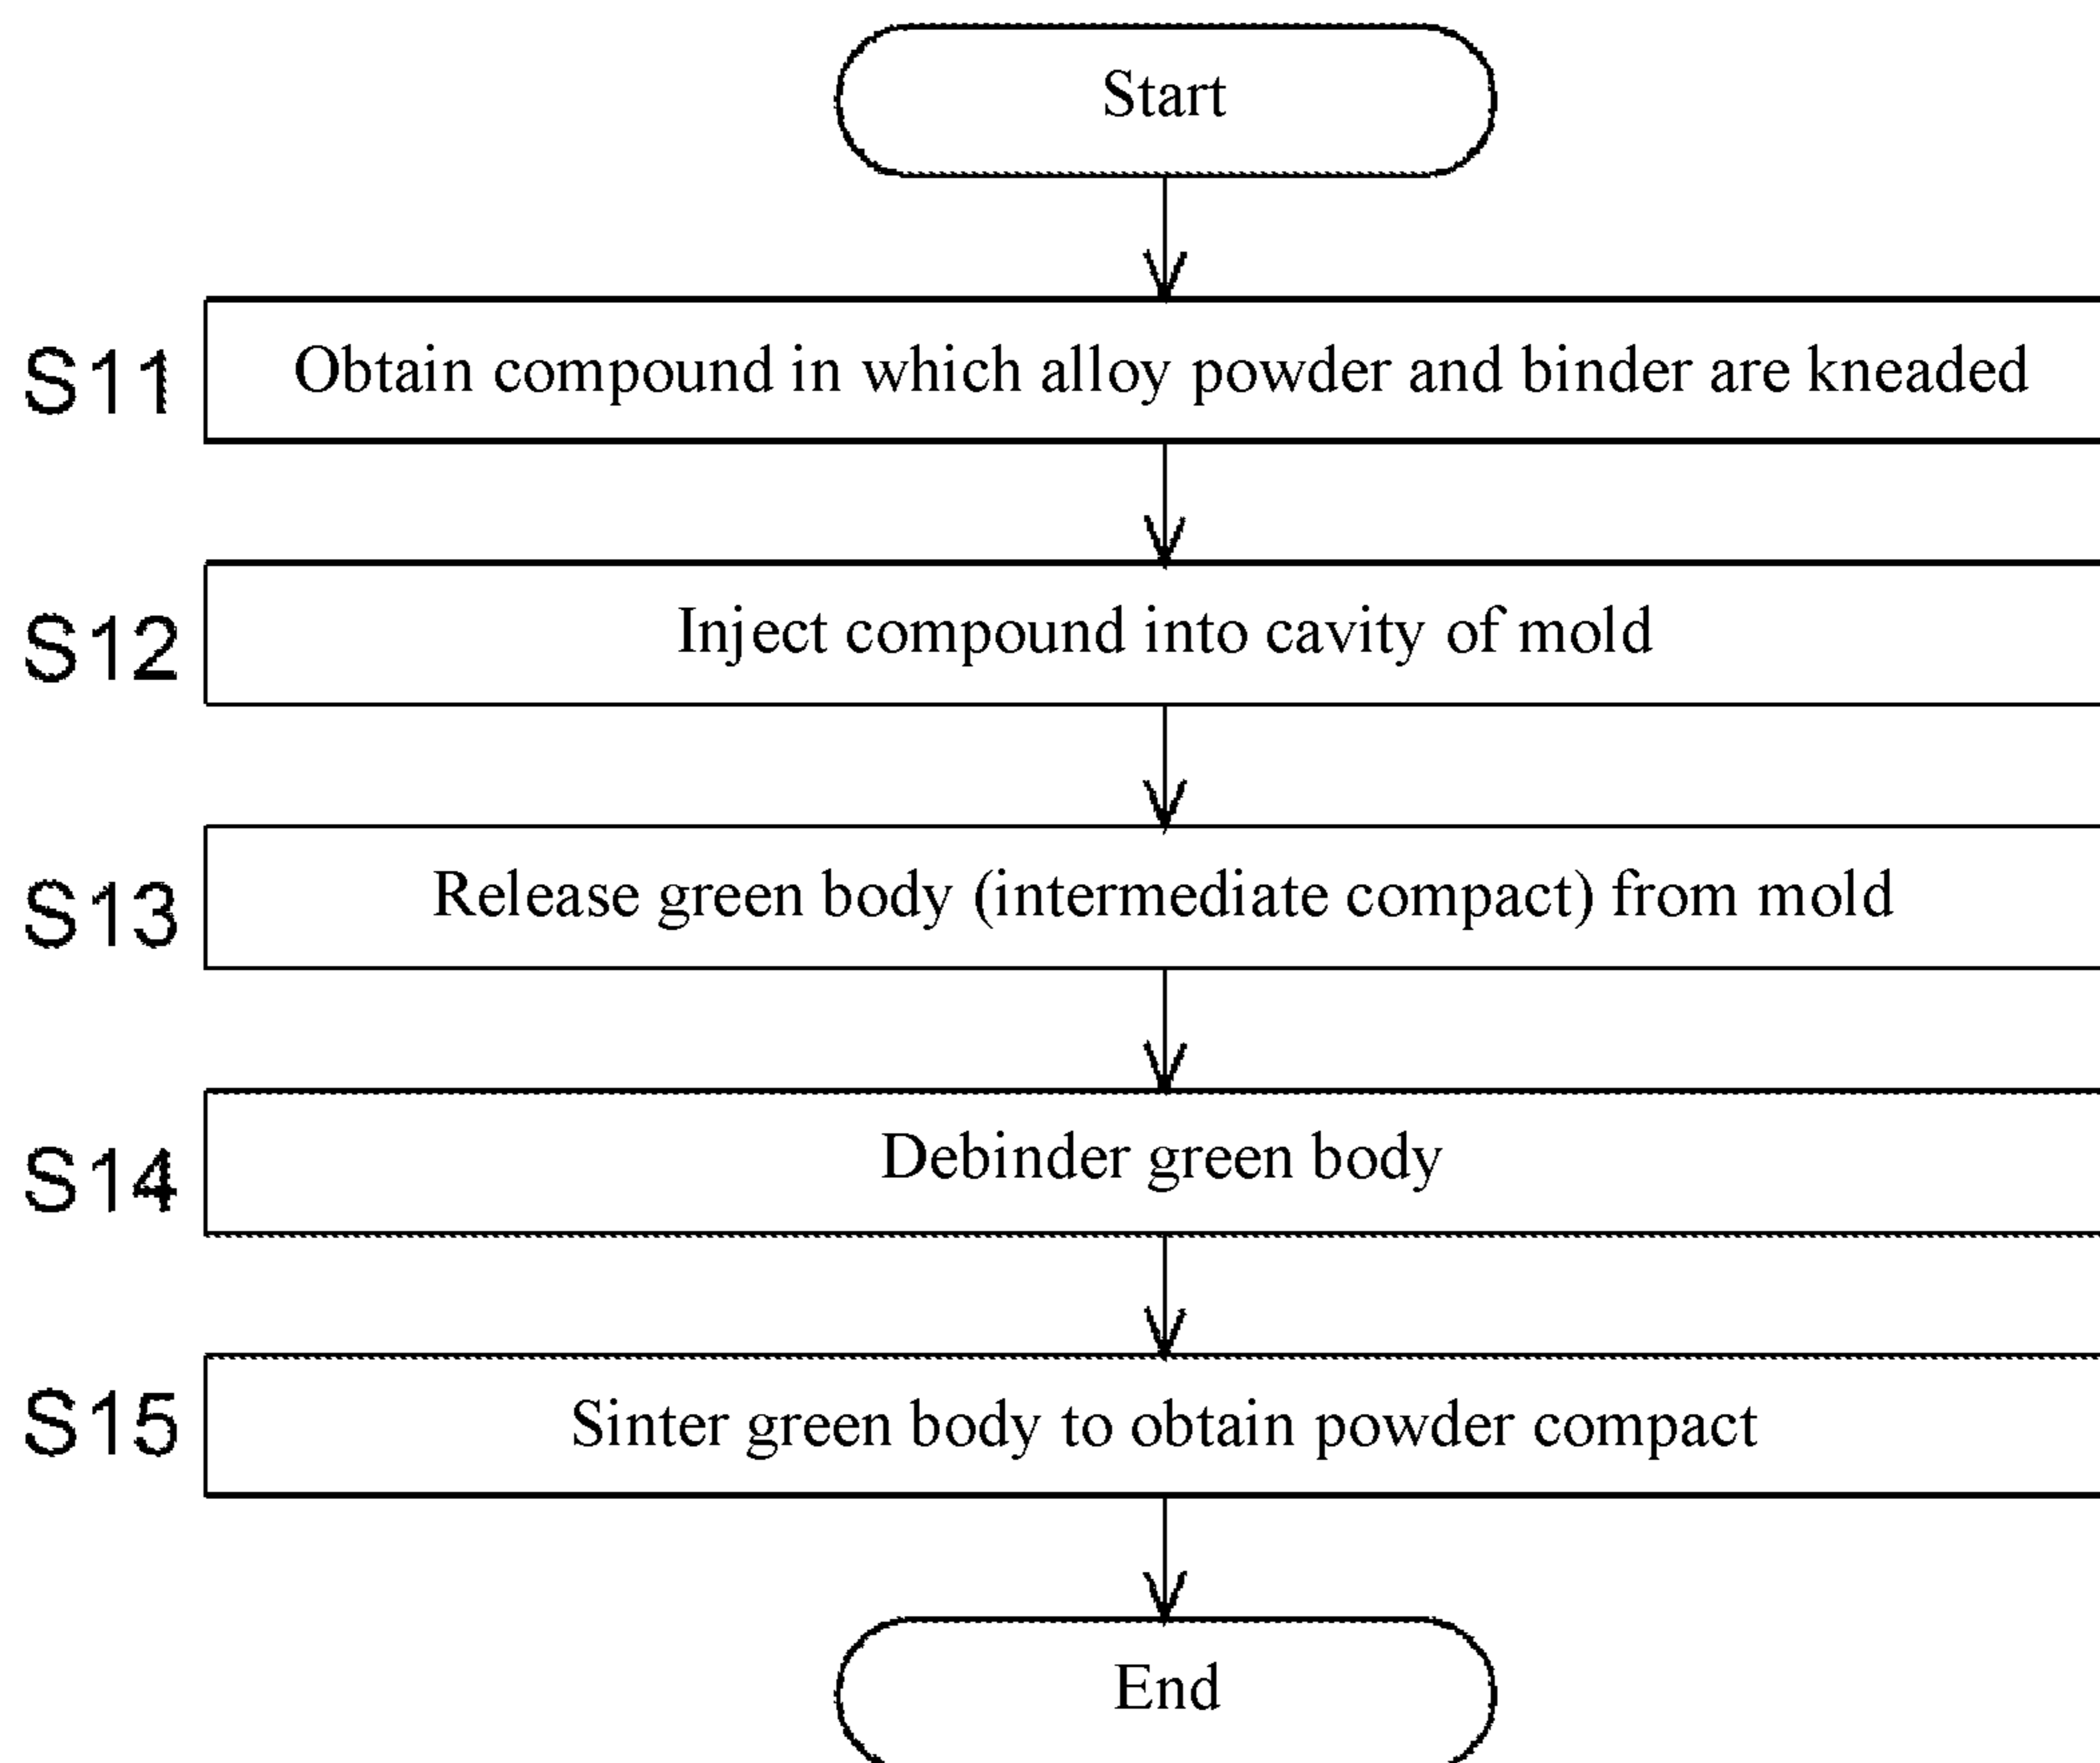 Start
S11 Obtain compound in which alloy powder and binder are kneaded
S12 Inject compound into cavity of mold
S13 Release green body (intermediate compact) from mold
S14 Debinder green body
S15 Sinter green body to obtain powder compact
End